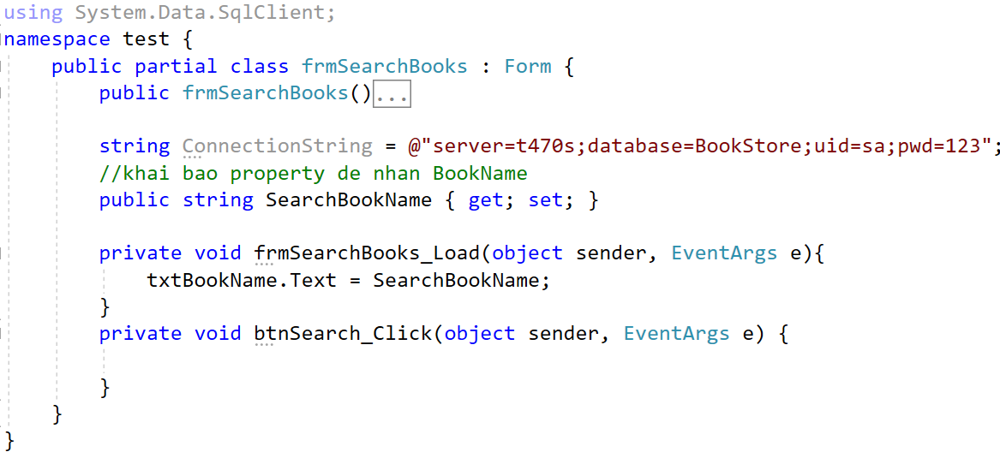 using System.Data.SqlClient;
namespace test {
public partial class frmSearchBooks : Form {
public frmSearchBooks()...
string ConnectionString = @"server=t470s;database=BookStore;uid=sa;pwd=123";
//khai bao property de nhan BookName
public string SearchBookName { get; set; }
private void frmSearchBooks_Load(object sender, EventArgs e){
txtBookName.Text = SearchBookName;
}
private void btnSearch_Click(object sender, EventArgs e) {
}
}
}